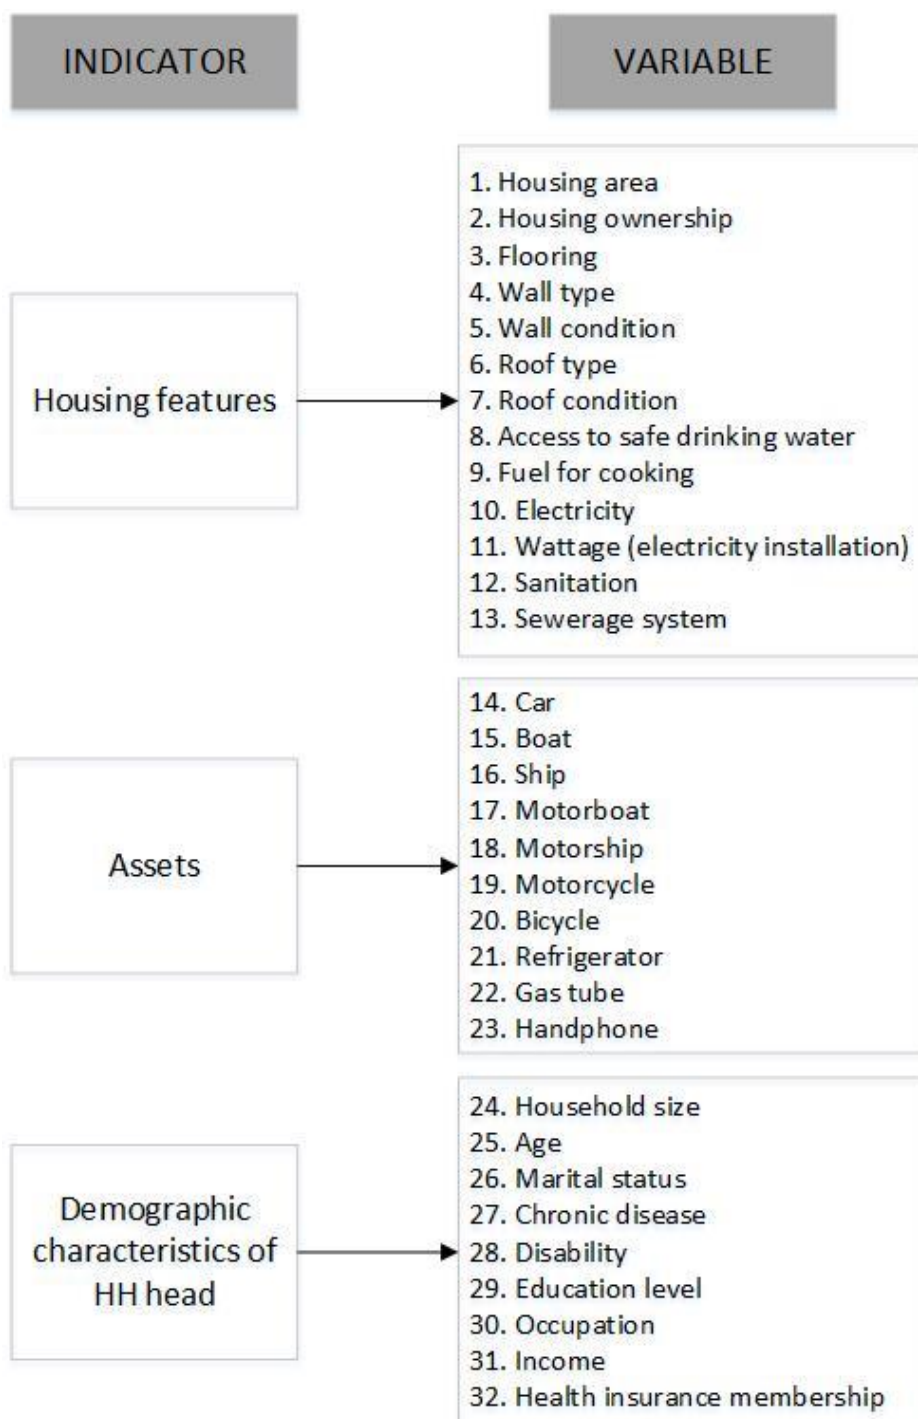 INDICATOR
VARIABLE
Housing features
1. Housing area
2. Housing ownership
3. Flooring
4. Wall type
5. Wall condition
6. Roof type
7. Roof condition
8. Access to safe drinking water
9. Fuel for cooking
10. Electricity
11. Wattage (electricity installation)
12. Sanitation
13. Sewerage system
Assets
14. Car
15. Boat
16. Ship
17. Motorboat
18. Motorship
19. Motorcycle
20. Bicycle
21. Refrigerator
22. Gas tube
23. Handphone
Demographic
characteristics of
HH head
24. Household size
25. Age
26. Marital status
27. Chronic disease
28. Disability
29. Education level
30. Occupation
31. Income
32. Health insurance membership